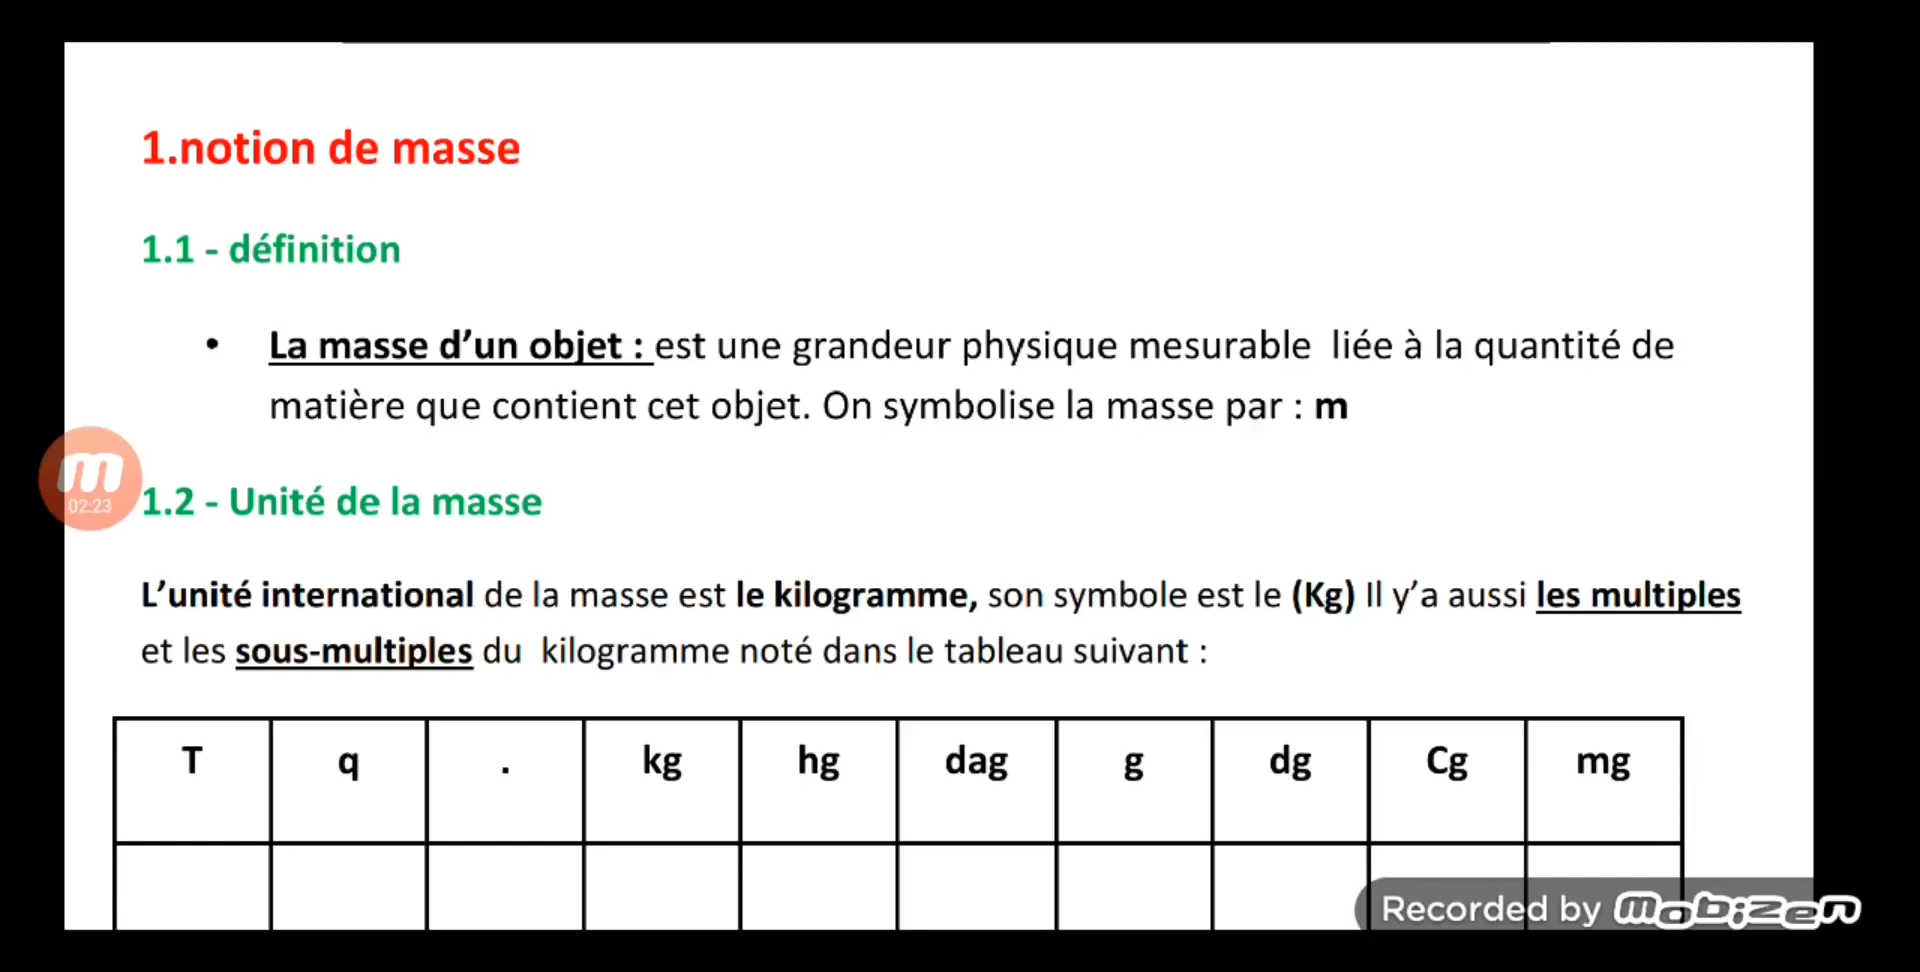 1.notion de masse
1.1 - définition
• La masse d’un objet : est une grandeur physique mesurable liée à la quantité de
matière que contient cet objet. On symbolise la masse par : m
m
02:23
1.2 - Unité de la masse
L’unité international de la masse est le kilogramme, son symbole est le (Kg) Il y’a aussi les multiples
et les sous-multiples du kilogramme noté dans le tableau suivant :
T q . kg hg dag g dg Cg mg
Recorded by mobizen